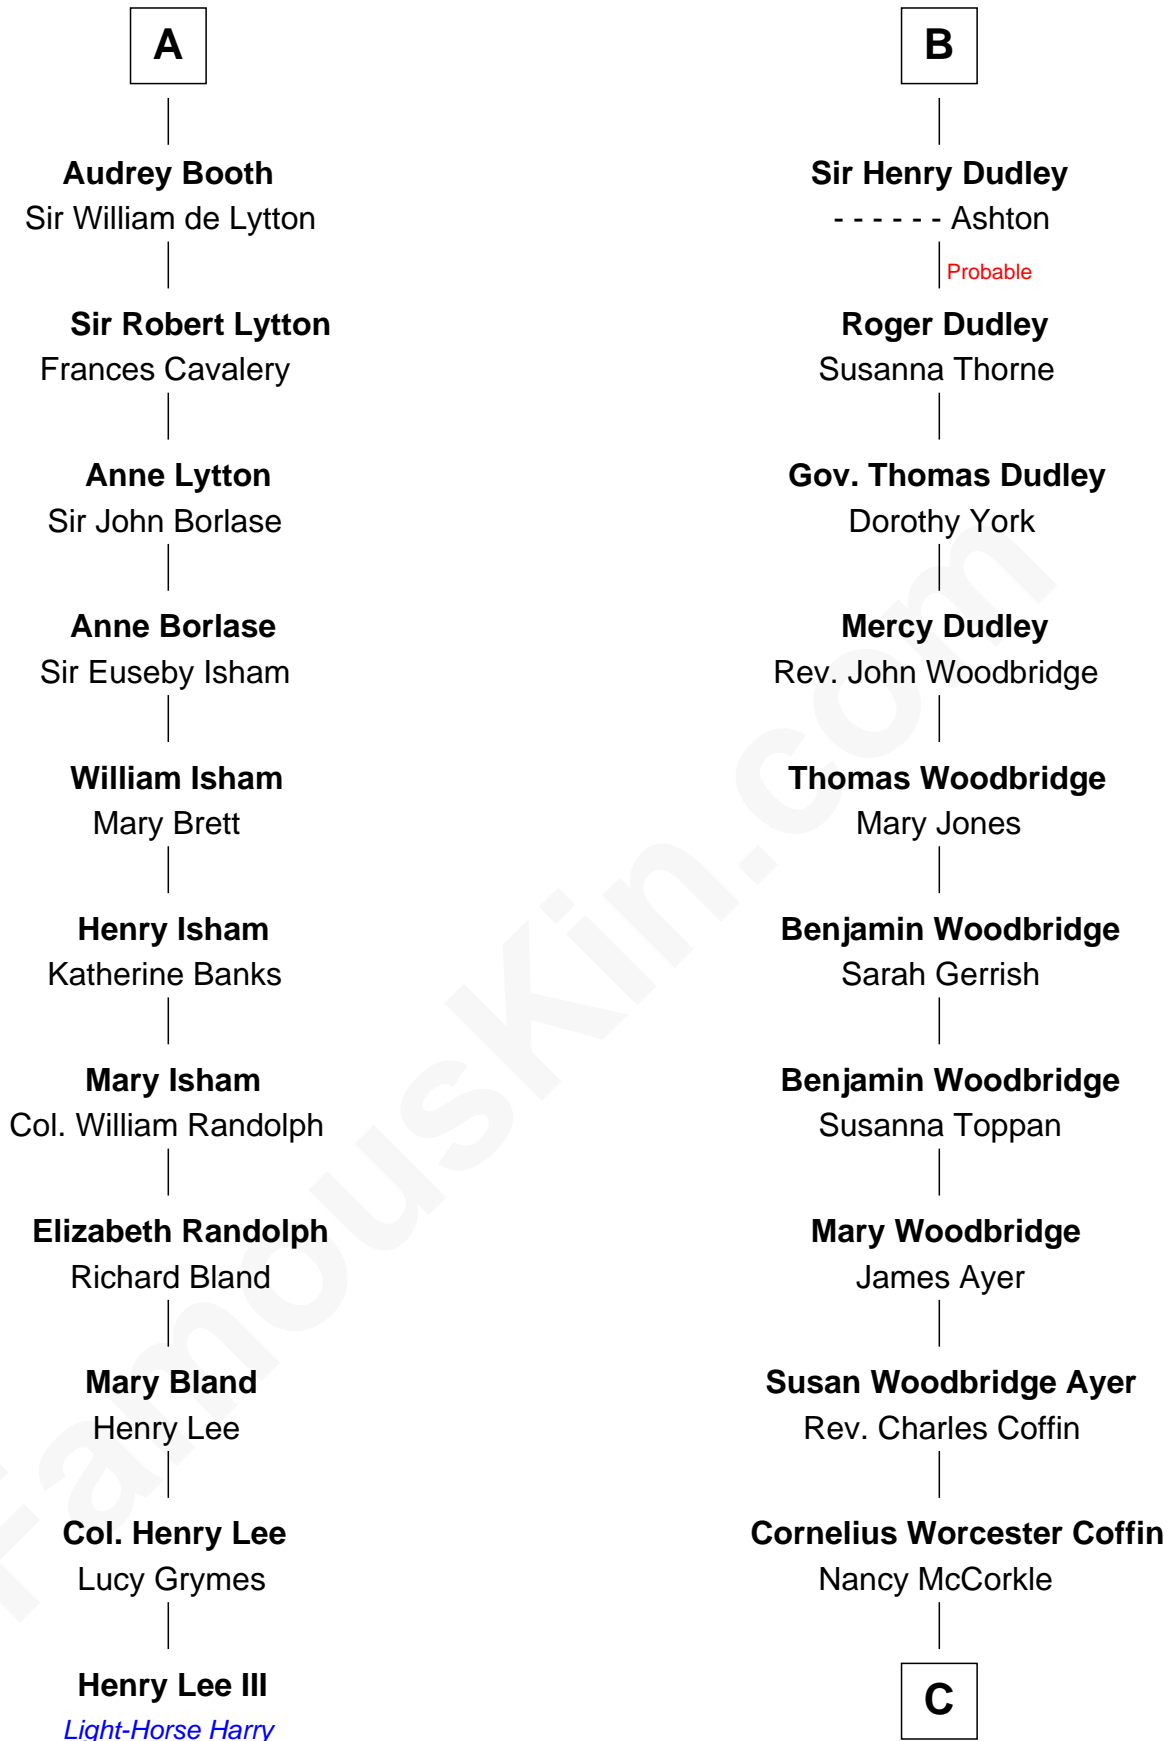 A
Audrey Booth
Sir William de Lytton
Sir Robert Lytton
Frances Cavalery
Anne Lytton
Sir John Borlase
Anne Borlase
Sir Euseby Isham
William Isham
Mary Brett
Henry Isham
Katherine Banks
Mary Isham
Col. William Randolph
Elizabeth Randolph
Richard Bland
Mary Bland
Henry Lee
Col. Henry Lee
Lucy Grymes
Henry Lee III
Light-Horse Harry
B
Sir Henry Dudley
- - - - - - Ashton
Probable
Roger Dudley
Susanna Thorne
Gov. Thomas Dudley
Dorothy York
Mercy Dudley
Rev. John Woodbridge
Thomas Woodbridge
Mary Jones
Benjamin Woodbridge
Sarah Gerrish
Benjamin Woodbridge
Susanna Toppan
Mary Woodbridge
James Ayer
Susan Woodbridge Ayer
Rev. Charles Coffin
Cornelius Worcester Coffin
Nancy McCorkle
C
FamousKin.com